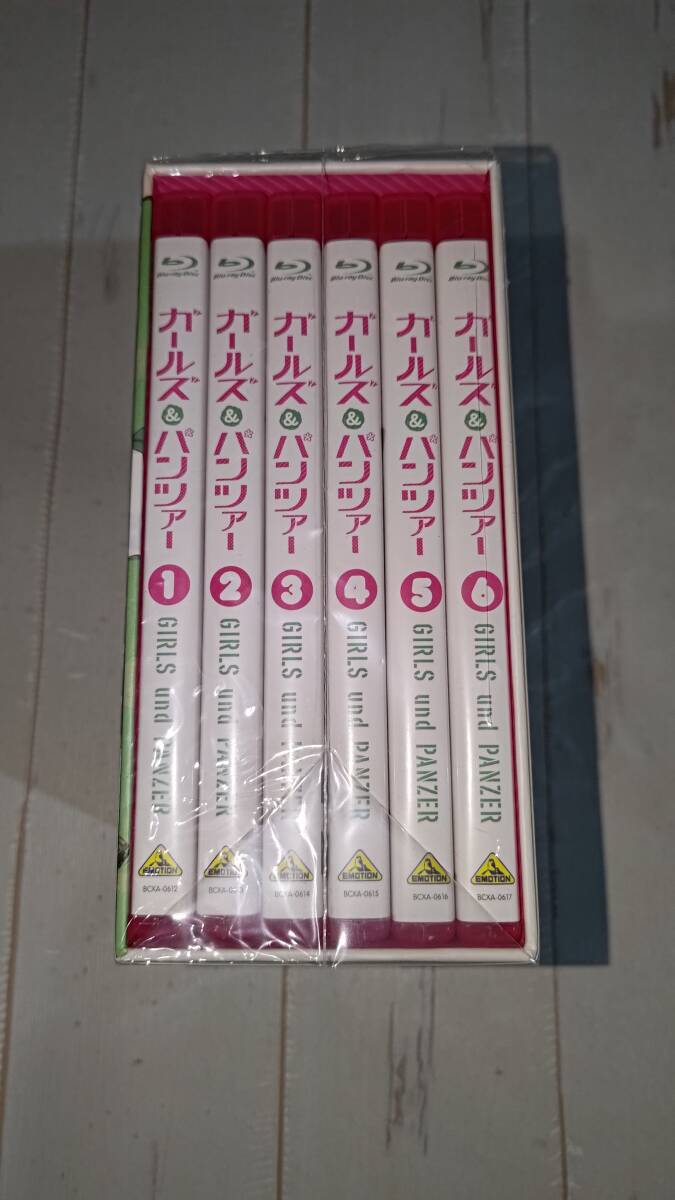 Blu-ray Disc
ガールズ&パンツァー
1
GIRLS und PANZER
EMOTION
BCXA-0612
Blu-ray Disc
ガールズ&パンツァー
2
GIRLS und PANZER
EMOTION
Blu-ray Disc
ガールズ&パンツァー
3
GIRLS und PANZER
EMOTION
BCXA-0614
Blu-ray Disc
ガールズ&パンツァー
4
GIRLS und PANZER
EMOTION
BCXA-0615
Blu-ray Disc
ガールズ&パンツァー
5
GIRLS und PANZER
EMOTION
BCXA-0616
Blu-ray Disc
ガールズ&パンツァー
6
GIRLS und PANZER
EMOTION
BCXA-0617